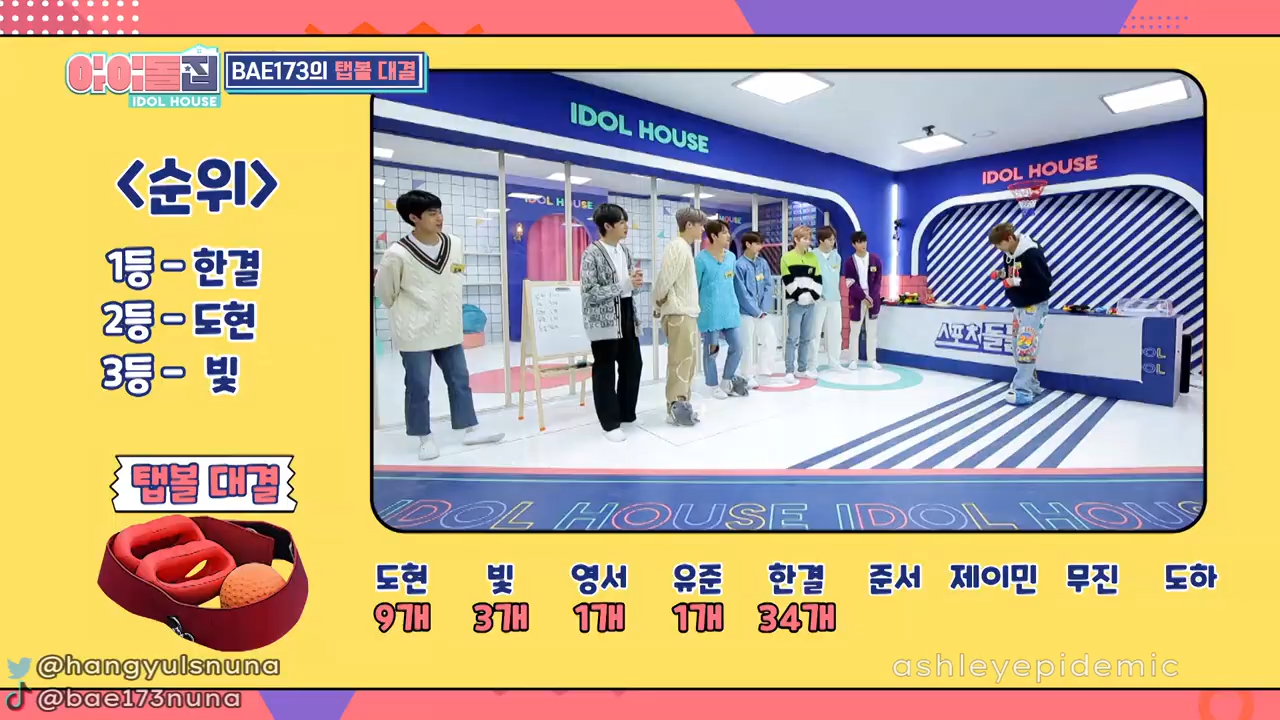 아이돌집
IDOL HOUSE
BAE173의 탭볼 대결
<순위>
1등 - 한결
2등 - 도현
3등 - 빛
탭볼 대결
IDOL HOUSE
IDOL HOUSE
IDOL HOUSE
IDOL HOUSE IDOL HOUS
도현 빛 영서 유준 한결 준서 제이민 무진 도하
9개 3개 1개 1개 34개
@hangyulsnuna
@bae173nuna
ashleyepidemic